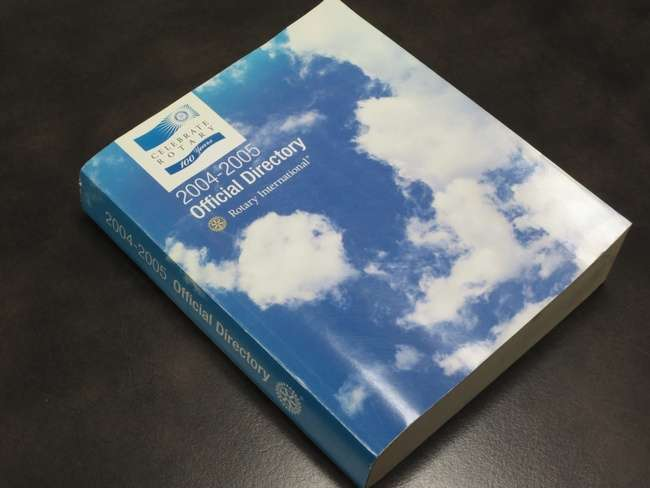 CELEBRATE
ROTARY
100 Years
2004-2005
Official Directory
Rotary International
2004-2005 Official Directory